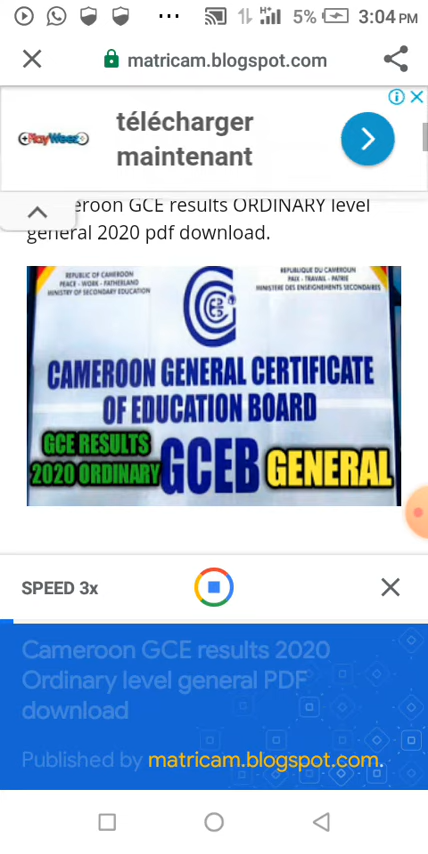 5% 3:04 PM
matricam.blogspot.com
PlayWeez
télécharger
maintenant
eroon GCE results ORDINARY level
general 2020 pdf download.
REPUBLIC OF CAMEROON
PEACE - WORK - FATHERLAND
MINISTRY OF SECONDARY EDUCATION
REPUBLIQUE DU CAMEROUN
PAIX - TRAVAIL - PATRIE
MINISTERE DES ENSEIGNEMENTS SECONDAIRES
CAMEROON GENERAL CERTIFICATE
OF EDUCATION BOARD
GCE RESULTS
2020 ORDINARY GCEB GENERAL
SPEED 3x
Cameroon GCE results 2020
Ordinary level general PDF
download
Published by matricam.blogspot.com.